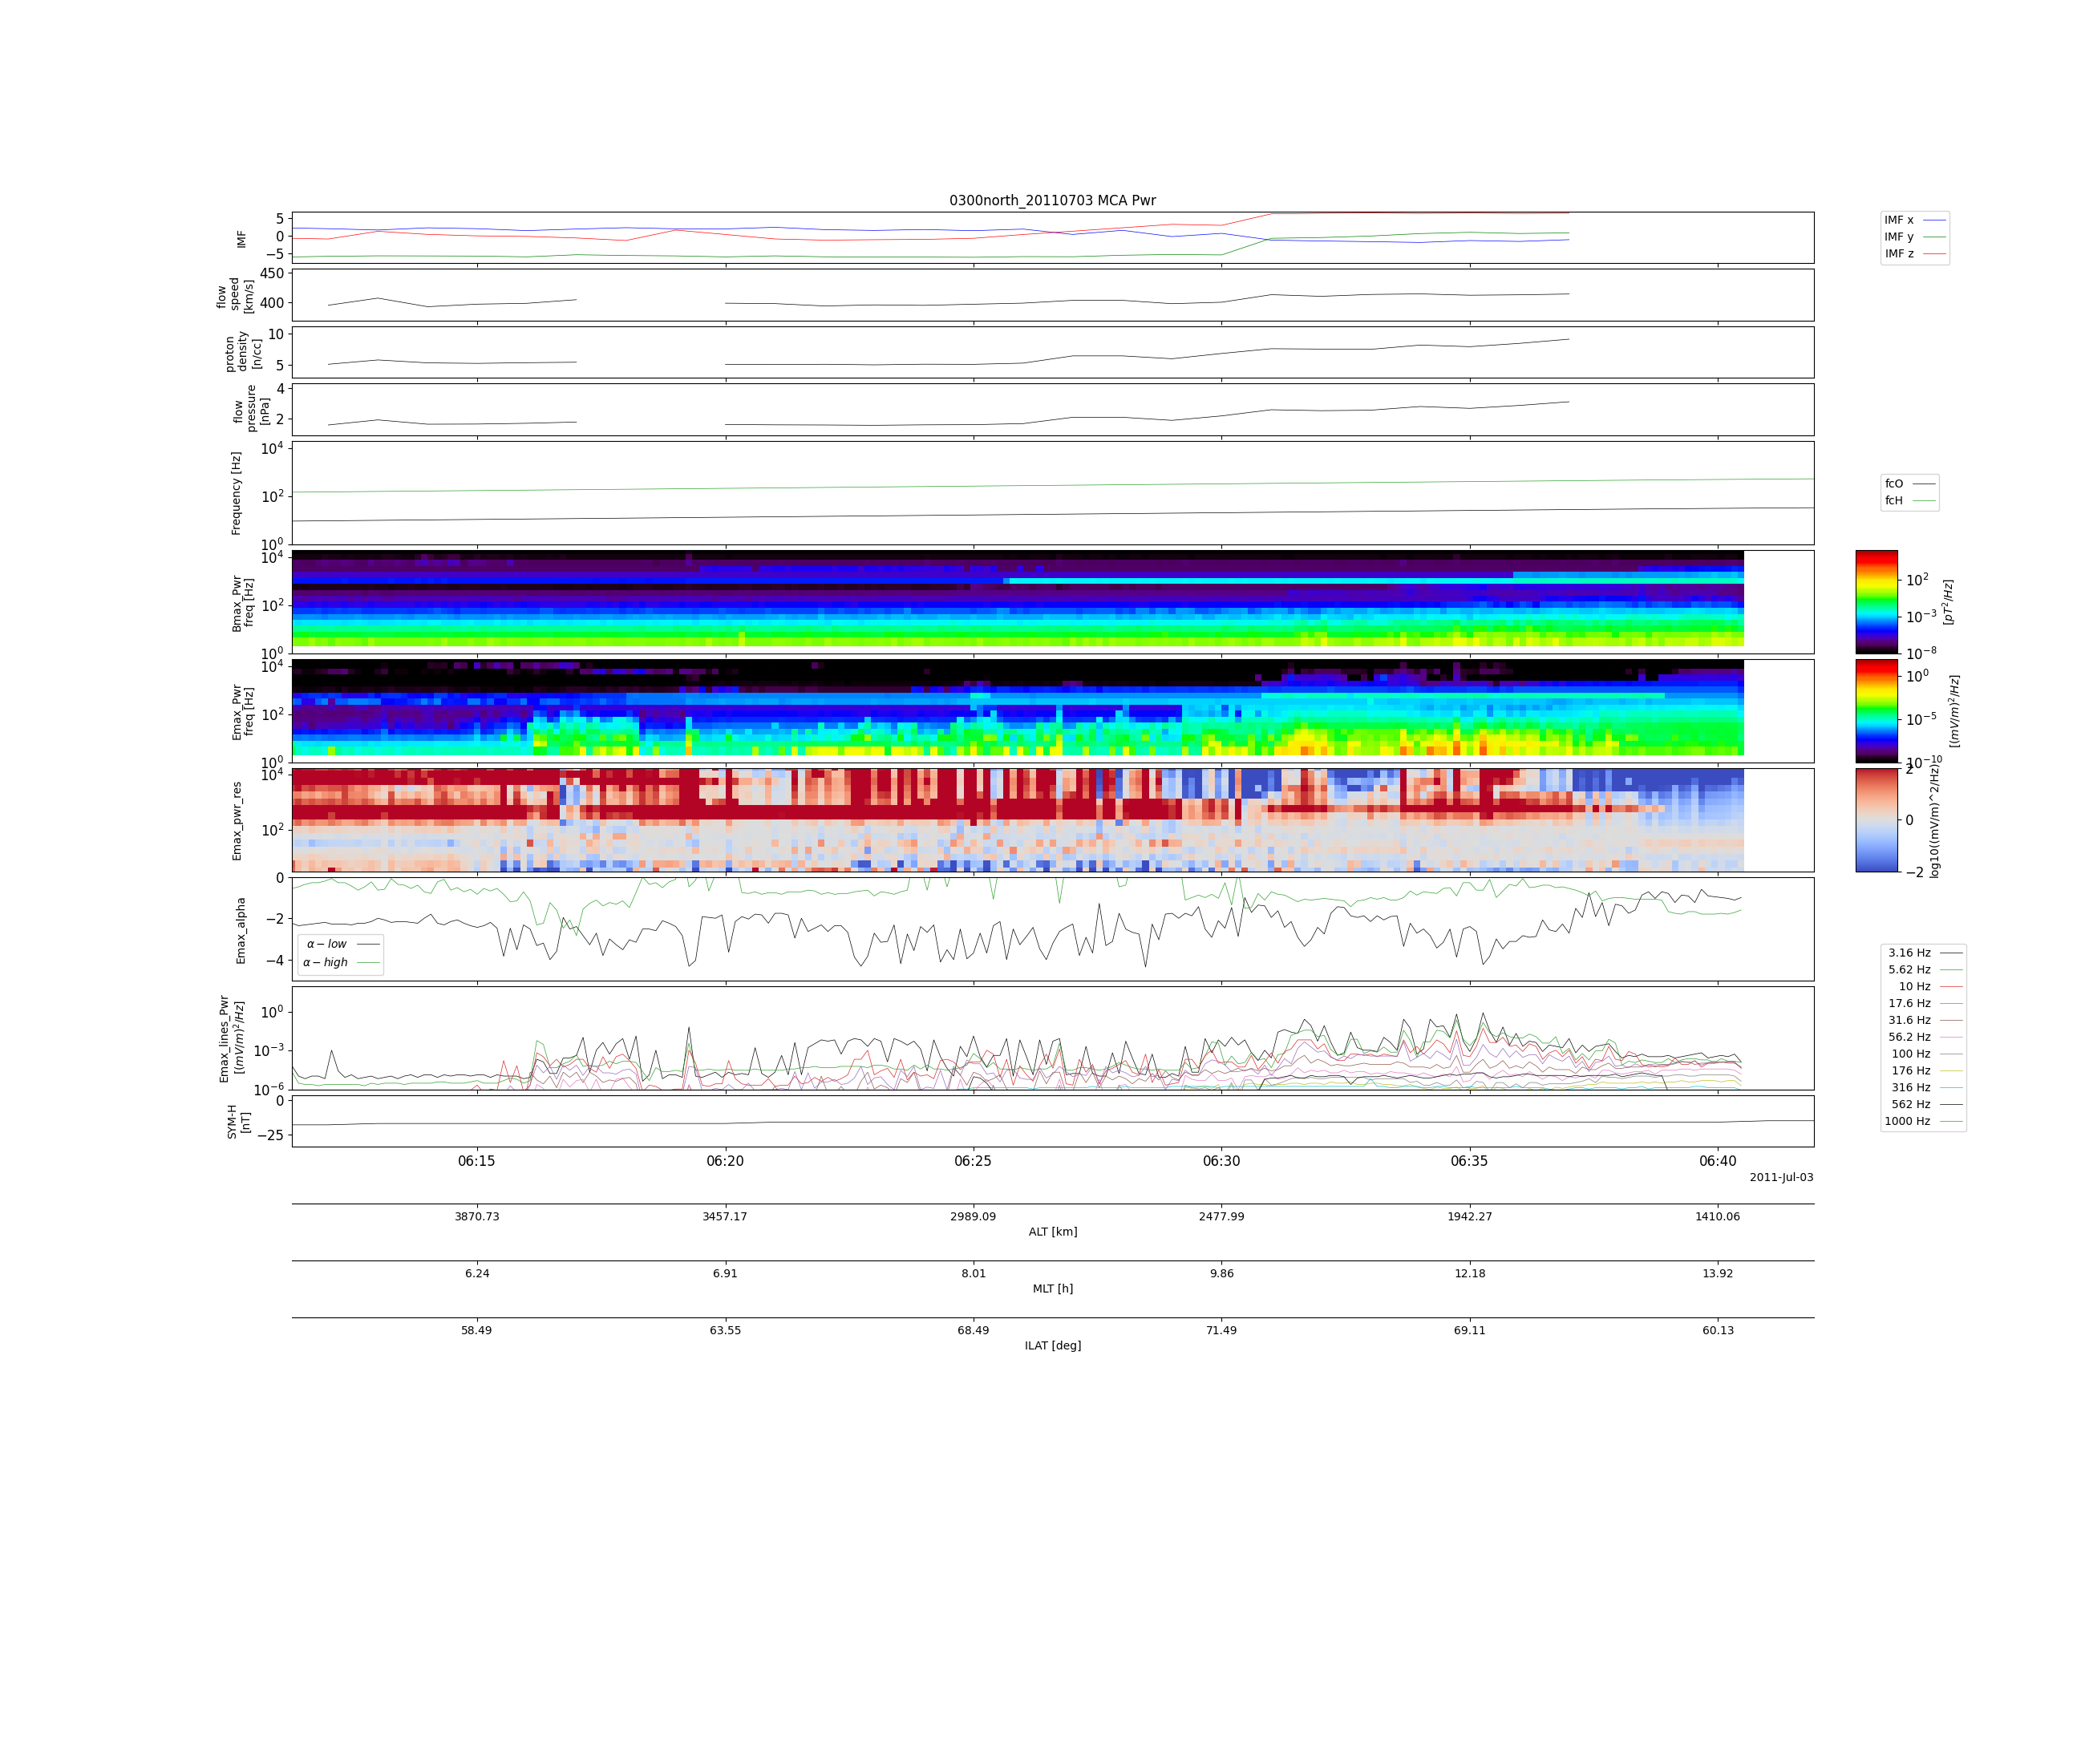 0300north_20110703 MCA Pwr
IMF
5
0
−5
IMF x
IMF y
IMF z
flow
speed
[km/s]
450
400
proton
density
[n/cc]
10
5
flow
pressure
[nPa]
4
2
Frequency [Hz]
10^4
10^2
10^0
fcO
fcH
Bmax_Pwr
freq [Hz]
10^4
10^2
10^0
10^2
10^−3
10^−8
[pT^2/Hz]
Emax_Pwr
freq [Hz]
10^4
10^2
10^0
10^0
10^−5
10^−10
[(mV/m)^2/Hz]
Emax_pwr_res
10^4
10^2
2
0
−2
log10((mV/m)^2/Hz)
Emax_alpha
0
−2
−4
α − low
α − high
Emax_lines_Pwr
[(mV/m)^2/Hz]
10^0
10^−3
10^−6
3.16 Hz
5.62 Hz
10 Hz
17.6 Hz
31.6 Hz
56.2 Hz
100 Hz
176 Hz
316 Hz
562 Hz
1000 Hz
SYM-H
[nT]
0
−25
06:15 06:20 06:25 06:30 06:35 06:40
2011-Jul-03
3870.73 3457.17 2989.09 2477.99 1942.27 1410.06
ALT [km]
6.24 6.91 8.01 9.86 12.18 13.92
MLT [h]
58.49 63.55 68.49 71.49 69.11 60.13
ILAT [deg]